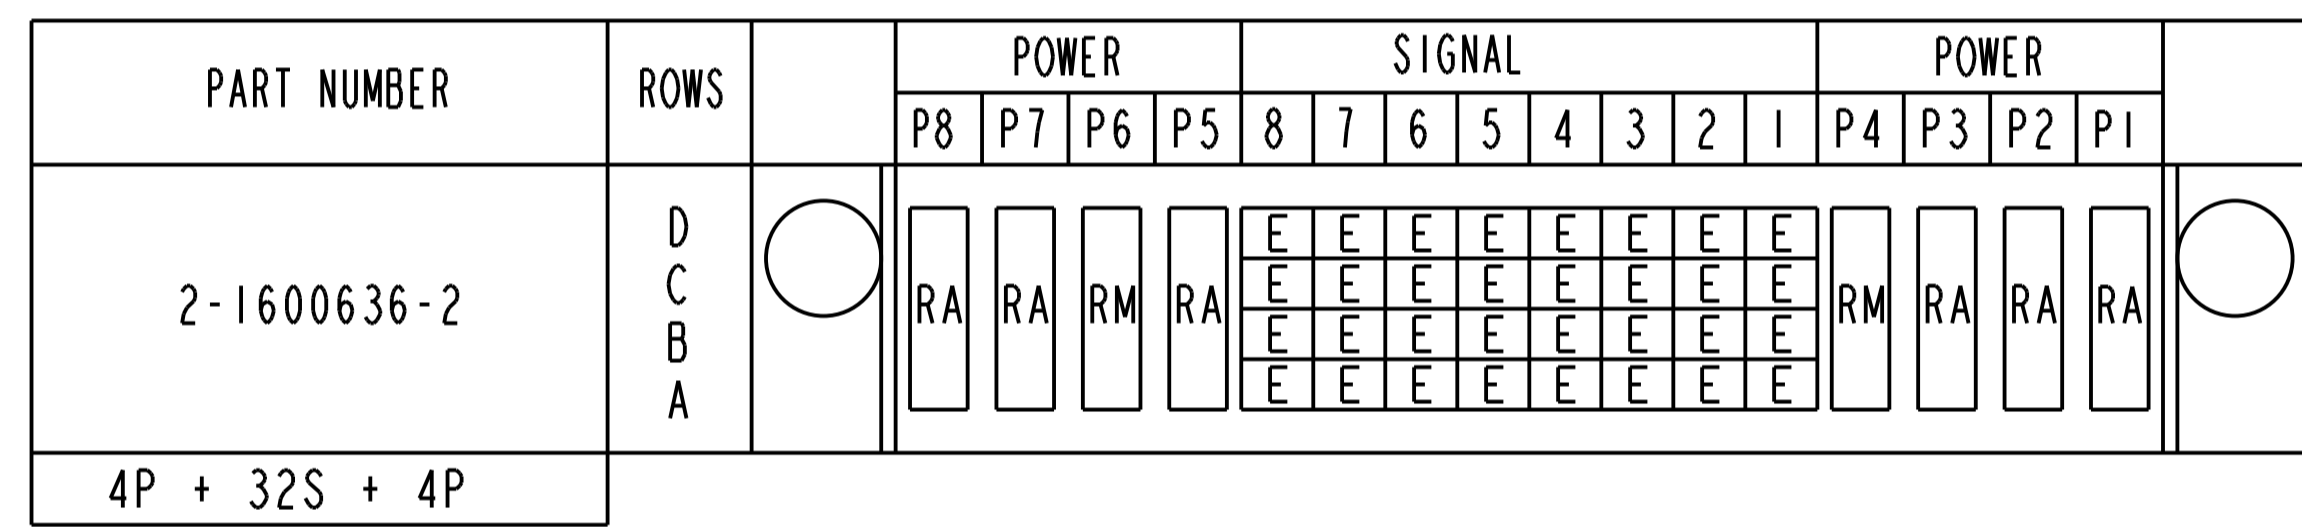 PART NUMBER ROWS POWER SIGNAL POWER
P8 P7 P6 P5 8 7 6 5 4 3 2 1 P4 P3 P2 P1
D E E E E E E E E
C E E E E E E E E
2-1600636-2 RA RA RM RA RM RA RA RA
B E E E E E E E E
A E E E E E E E E
4P + 32S + 4P